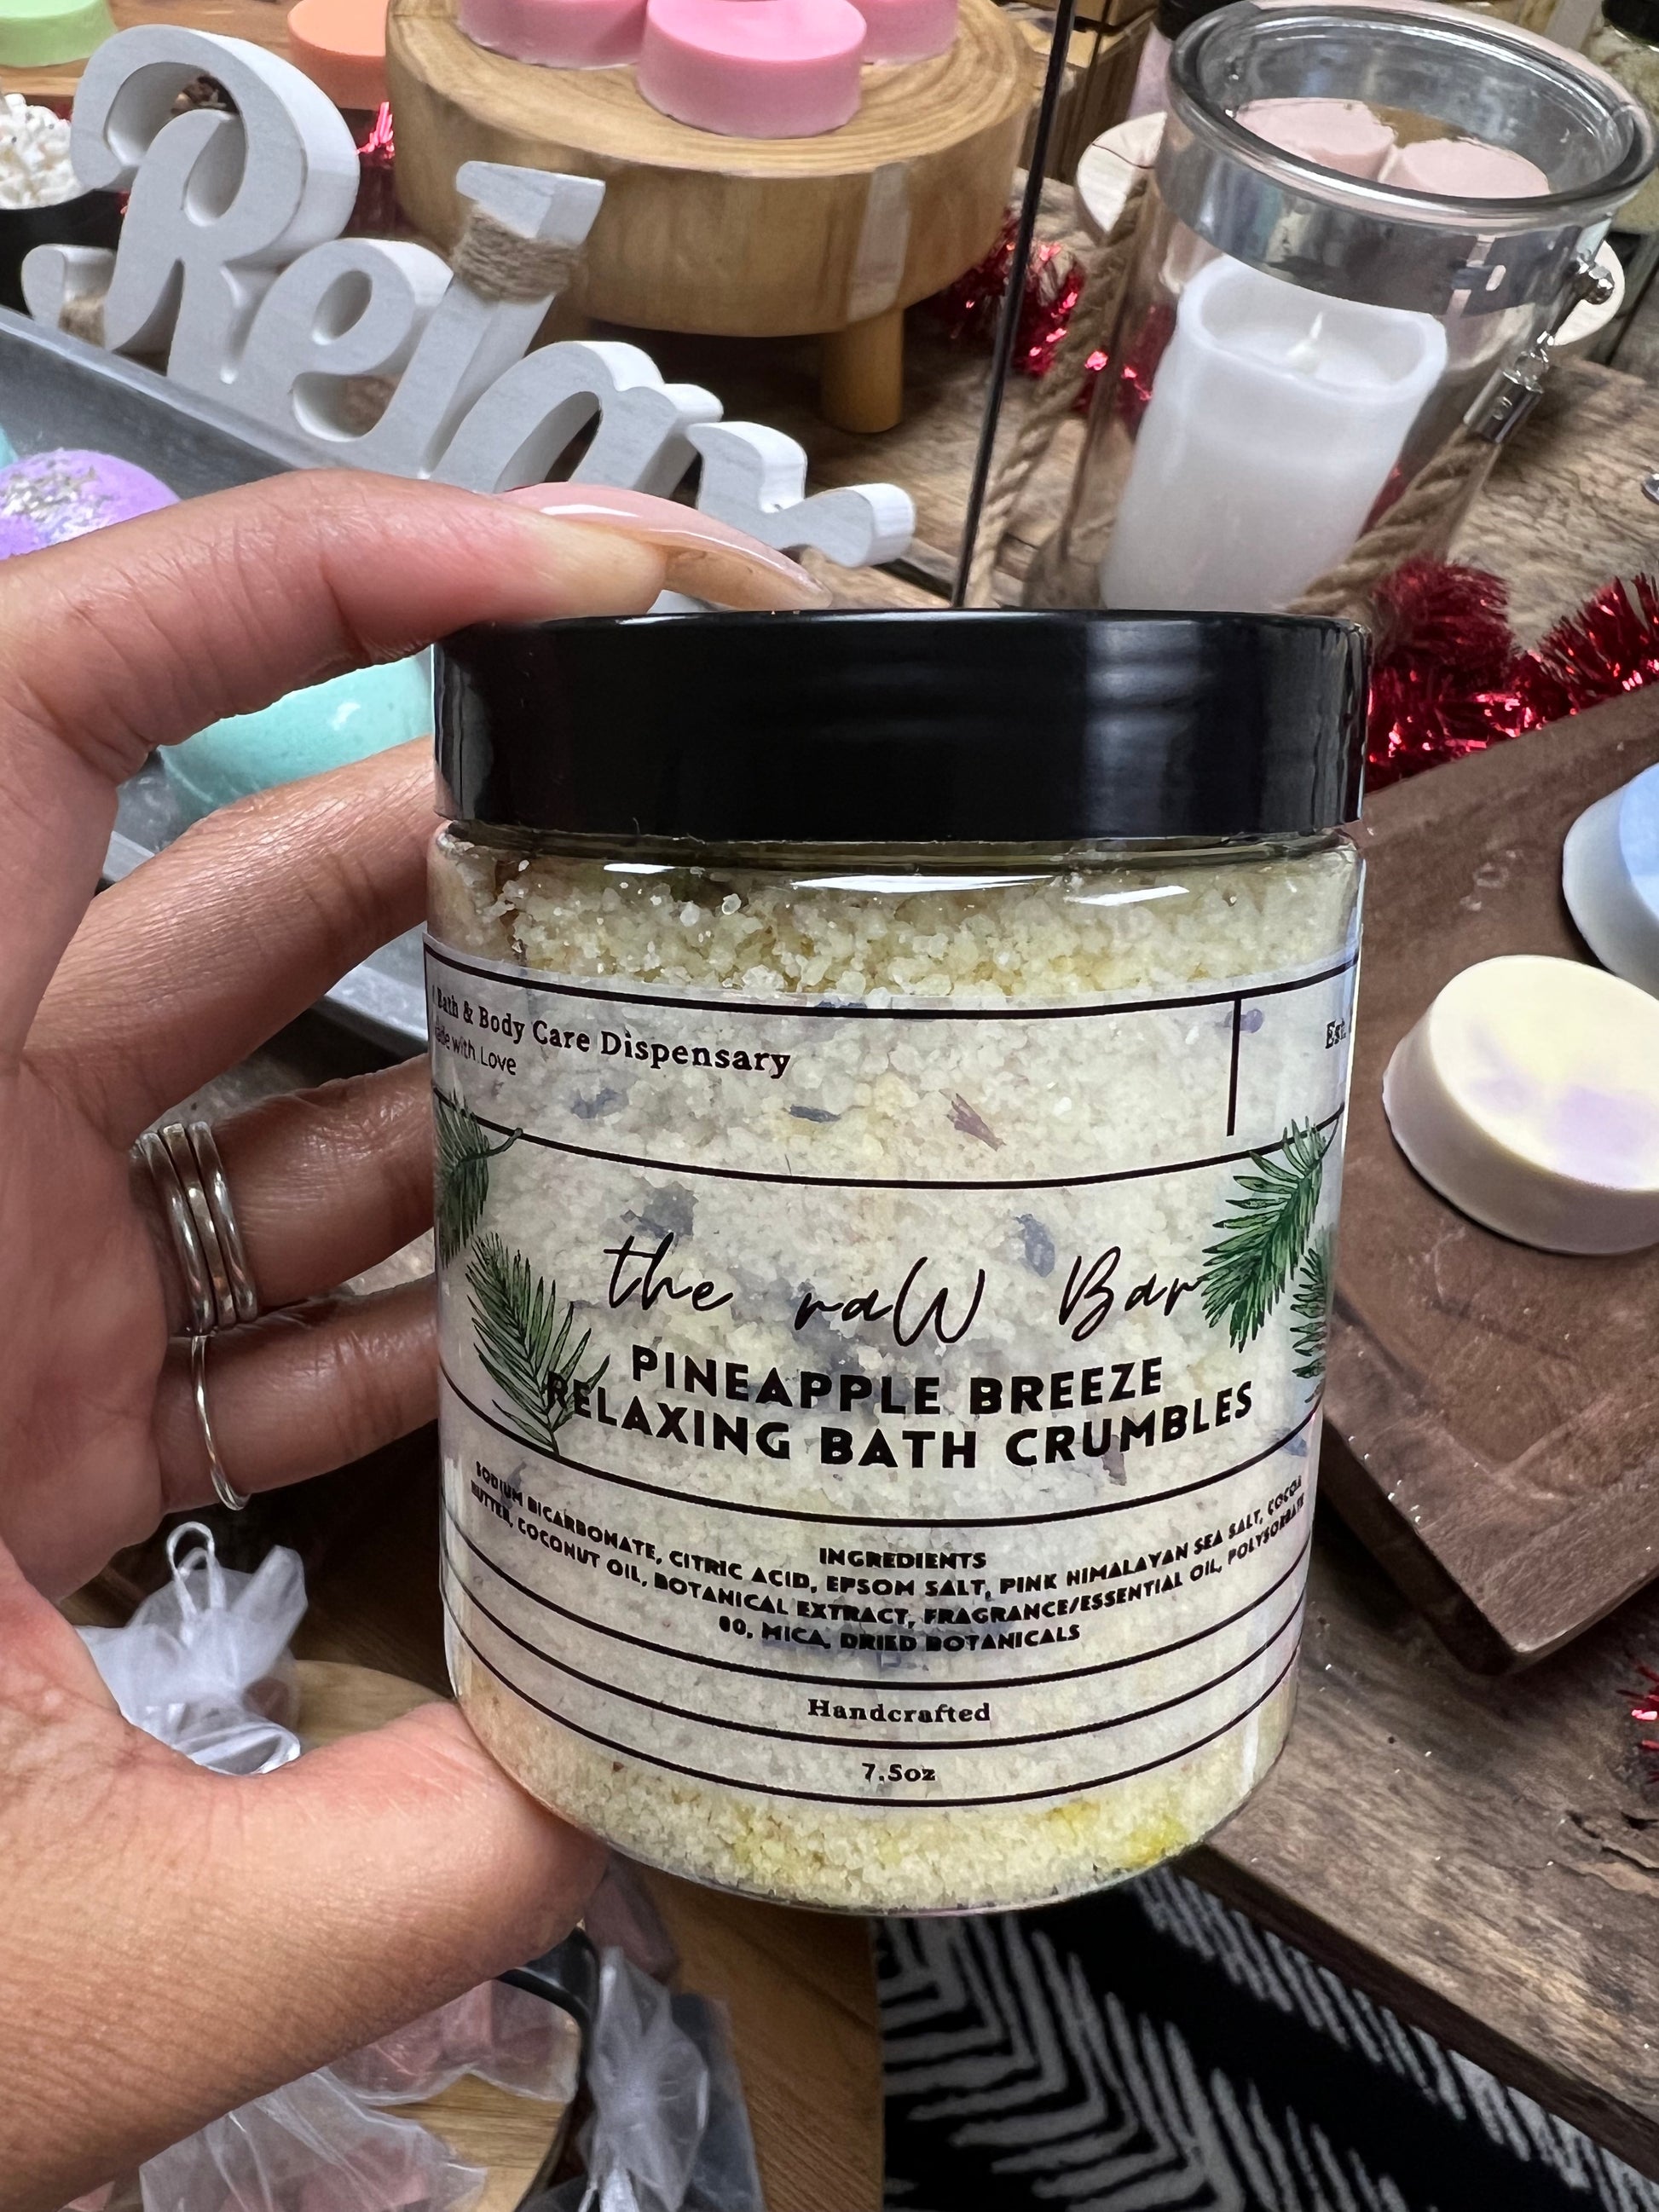 Relax
Bath & Body Care Dispensary
with Love
Est.
the raW Bar
PINEAPPLE BREEZE
RELAXING BATH CRUMBLES
INGREDIENTS
SODIUM BICARBONATE, CITRIC ACID, EPSOM SALT, PINK HIMALAYAN SEA SALT, COCOA
BUTTER, COCONUT OIL, BOTANICAL EXTRACT, FRAGRANCE/ESSENTIAL OIL, POLYSORBATE
80, MICA, DRIED BOTANICALS
Handcrafted
7.5oz